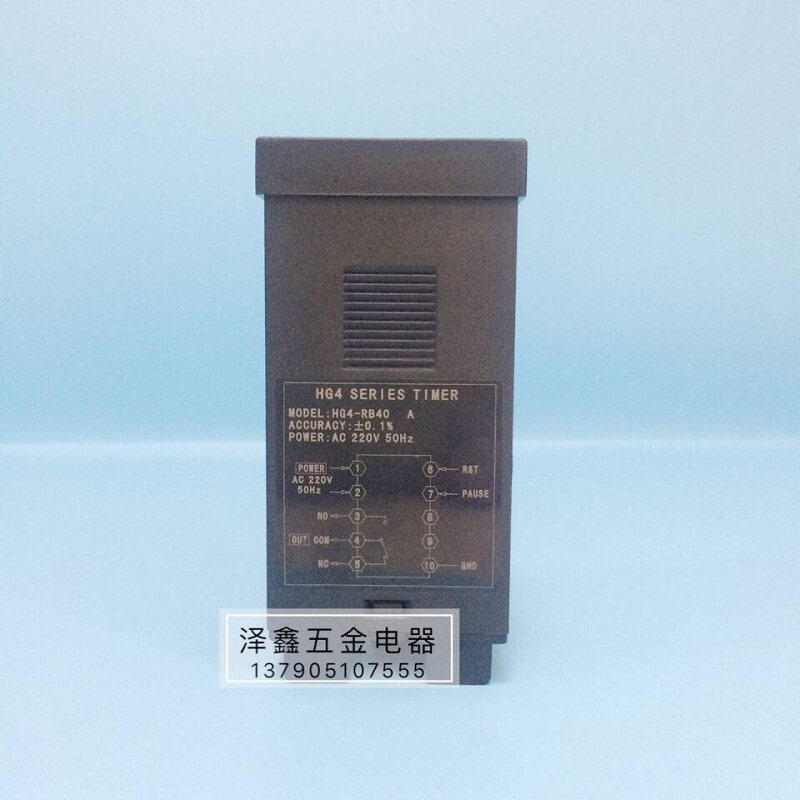 HG4 SERIES TIMER
MODEL:HG4-RB40 A
ACCURACY:±0.1%
POWER:AC 220V 50Hz
POWER 1 6 RST
AC 220V
50Hz 2 7 PAUSE
NO 3 8
OUT COM 4 9
NC 5 10 GND
泽鑫五金电器
137905107555